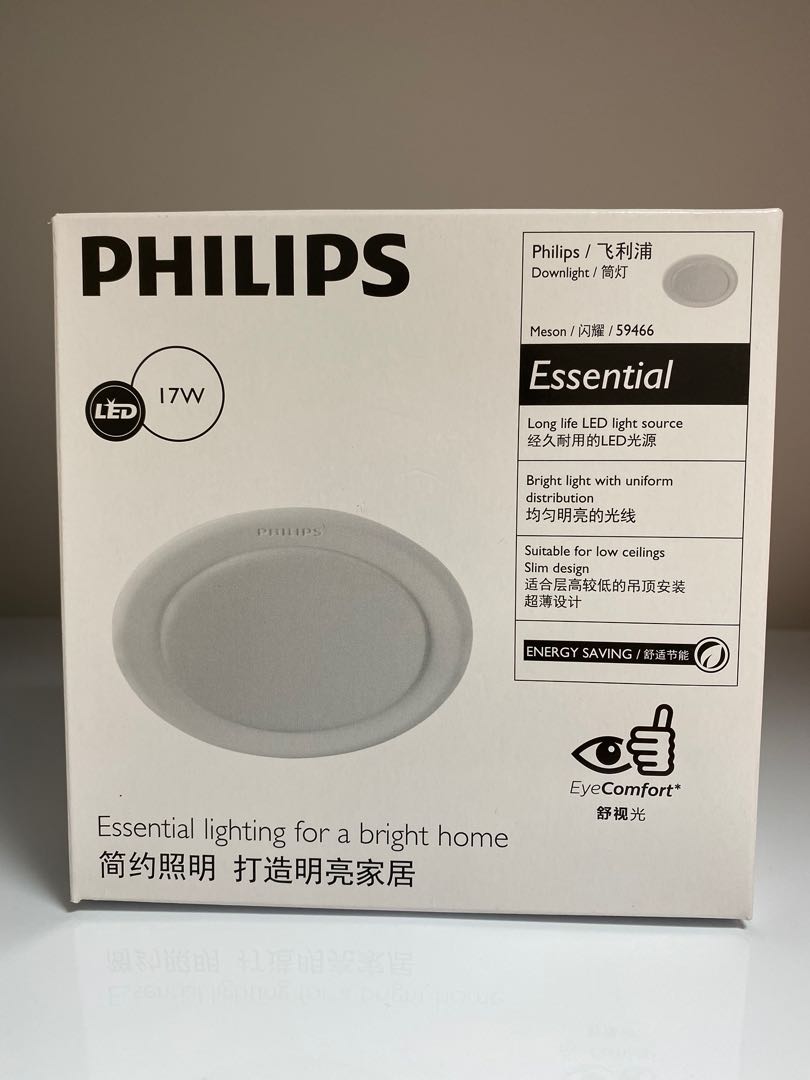 PHILIPS
LED
17W
PHILIPS
Essential lighting for a bright home
简约照明 打造明亮家居
Philips / 飞利浦
Downlight / 筒灯
Meson / 闪耀 / 59466
Essential
Long life LED light source
经久耐用的LED光源
Bright light with uniform
distribution
均匀明亮的光线
Suitable for low ceilings
Slim design
适合层高较低的吊顶安装
超薄设计
ENERGY SAVING / 舒适节能
EyeComfort*
舒视光